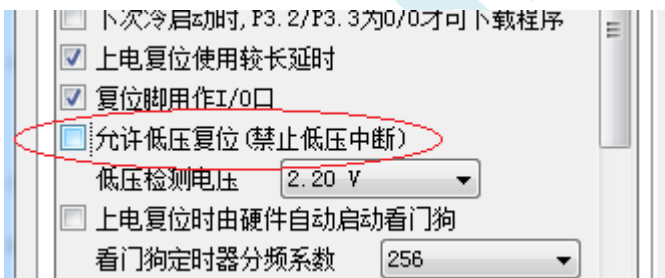 下次冷启动时,P3.2/P3.3为0/0才可下载程序
上电复位使用较长延时
复位脚用作I/O口
允许低压复位(禁止低压中断)
低压检测电压 2.20 V
上电复位时由硬件自动启动看门狗
看门狗定时器分频系数 256